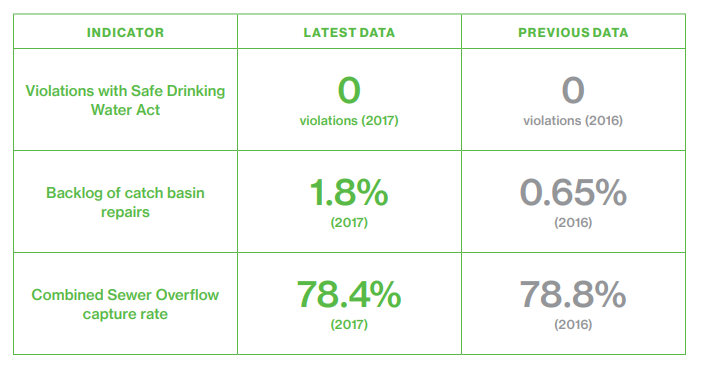 INDICATOR
LATEST DATA
PREVIOUS DATA
Violations with Safe Drinking
Water Act
0
violations (2017)
0
violations (2016)
Backlog of catch basin
repairs
1.8%
(2017)
0.65%
(2016)
Combined Sewer Overflow
capture rate
78.4%
(2017)
78.8%
(2016)